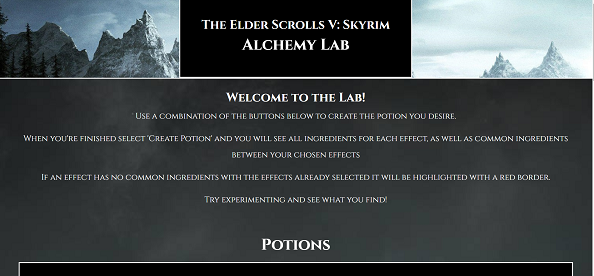 The Elder Scrolls V: Skyrim
Alchemy Lab
Welcome to the Lab!
Use a combination of the buttons below to create the potion you desire.
When you're finished select 'Create Potion' and you will see all ingredients for each effect, as well as common ingredients
between your chosen effects
If an effect has no common ingredients with the effects already selected it will be highlighted with a red border.
Try experimenting and see what you find!
Potions